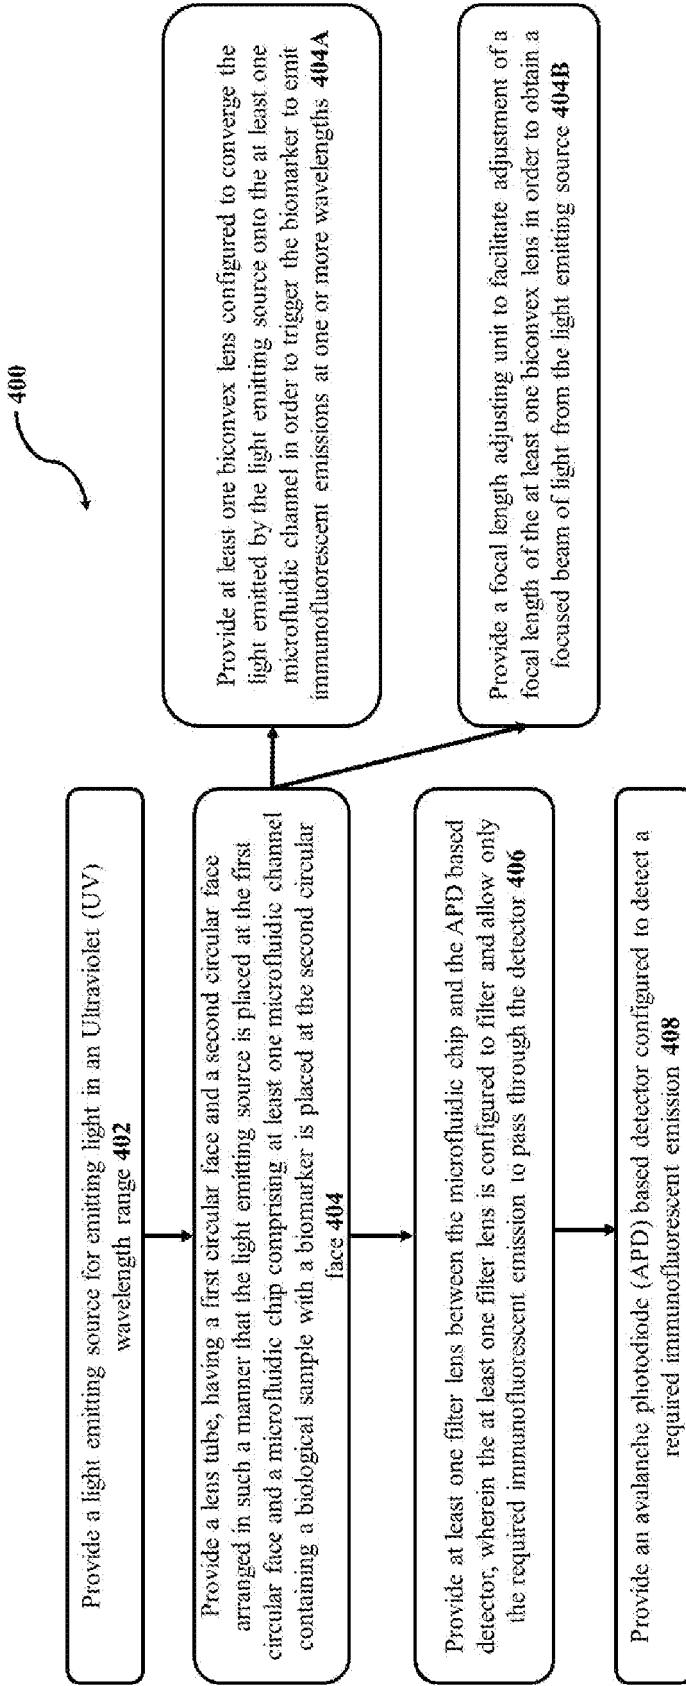 400
Provide a light emitting source for emitting light in an Ultraviolet (UV)
wavelength range 402
Provide a lens tube, having a first circular face and a second circular face
arranged in such a manner that the light emitting source is placed at the first
circular face and a microfluidic chip comprising at least one microfluidic channel
containing a biological sample with a biomarker is placed at the second circular
face 404
Provide at least one biconvex lens configured to converge the
light emitted by the light emitting source onto the at least one
microfluidic channel in order to trigger the biomarker to emit
immunofluorescent emissions at one or more wavelengths 404A
Provide a focal length adjusting unit to facilitate adjustment of a
focal length of the at least one biconvex lens in order to obtain a
focused beam of light from the light emitting source 404B
Provide at least one filter lens between the microfluidic chip and the APD based
detector, wherein the at least one filter lens is configured to filter and allow only
the required immunofluorescent emission to pass through the detector 406
Provide an avalanche photodiode (APD) based detector configured to detect a
required immunofluorescent emission 408